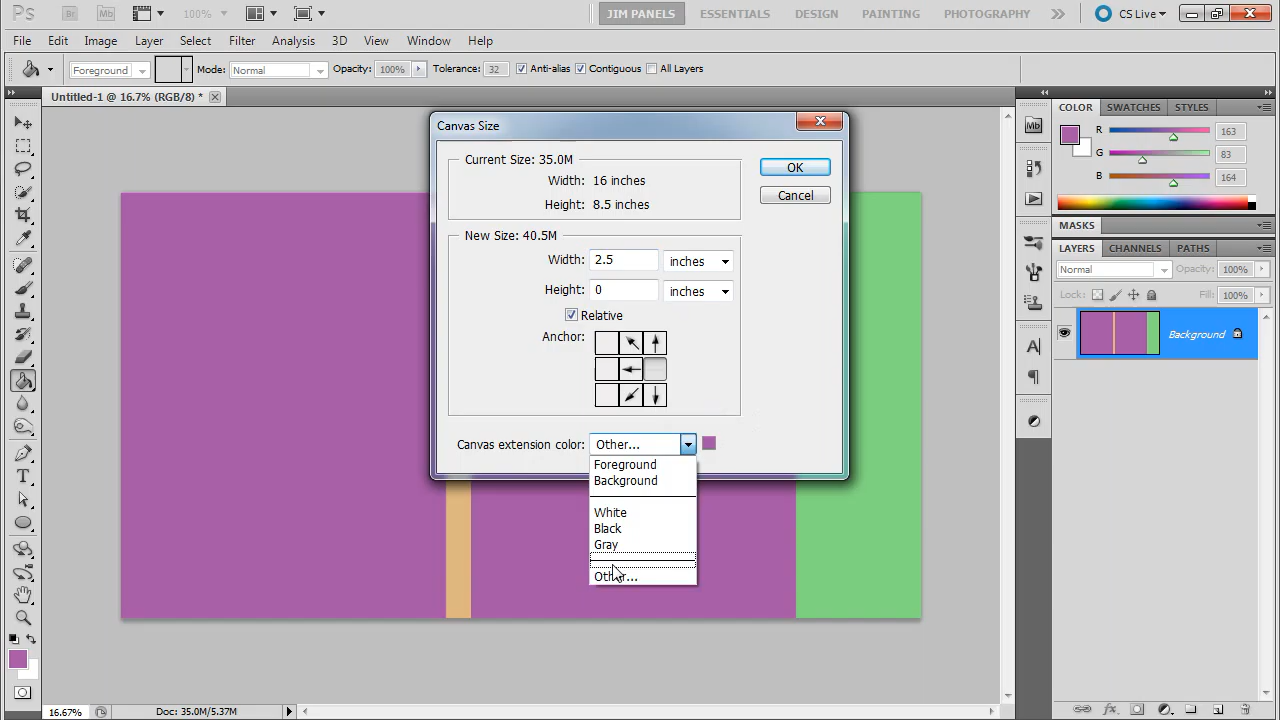 Ps Br Mb 100% JIM PANELS ESSENTIALS DESIGN PAINTING PHOTOGRAPHY CS Live
File Edit Image Layer Select Filter Analysis 3D View Window Help
Foreground Mode: Normal Opacity: 100% Tolerance: 32 Anti-alias Contiguous All Layers
Untitled-1 @ 16.7% (RGB/8) *
Canvas Size
Current Size: 35.0M
Width: 16 inches
Height: 8.5 inches
OK
Cancel
New Size: 40.5M
Width: 2.5 inches
Height: 0 inches
Relative
Anchor:
Canvas extension color: Other...
Foreground
Background
White
Black
Gray
Other...
Mb
COLOR SWATCHES STYLES
R 163
G 83
B 164
MASKS
LAYERS CHANNELS PATHS
Normal Opacity: 100%
Lock: Fill: 100%
Background
16.67% Doc: 35.0M/5.37M